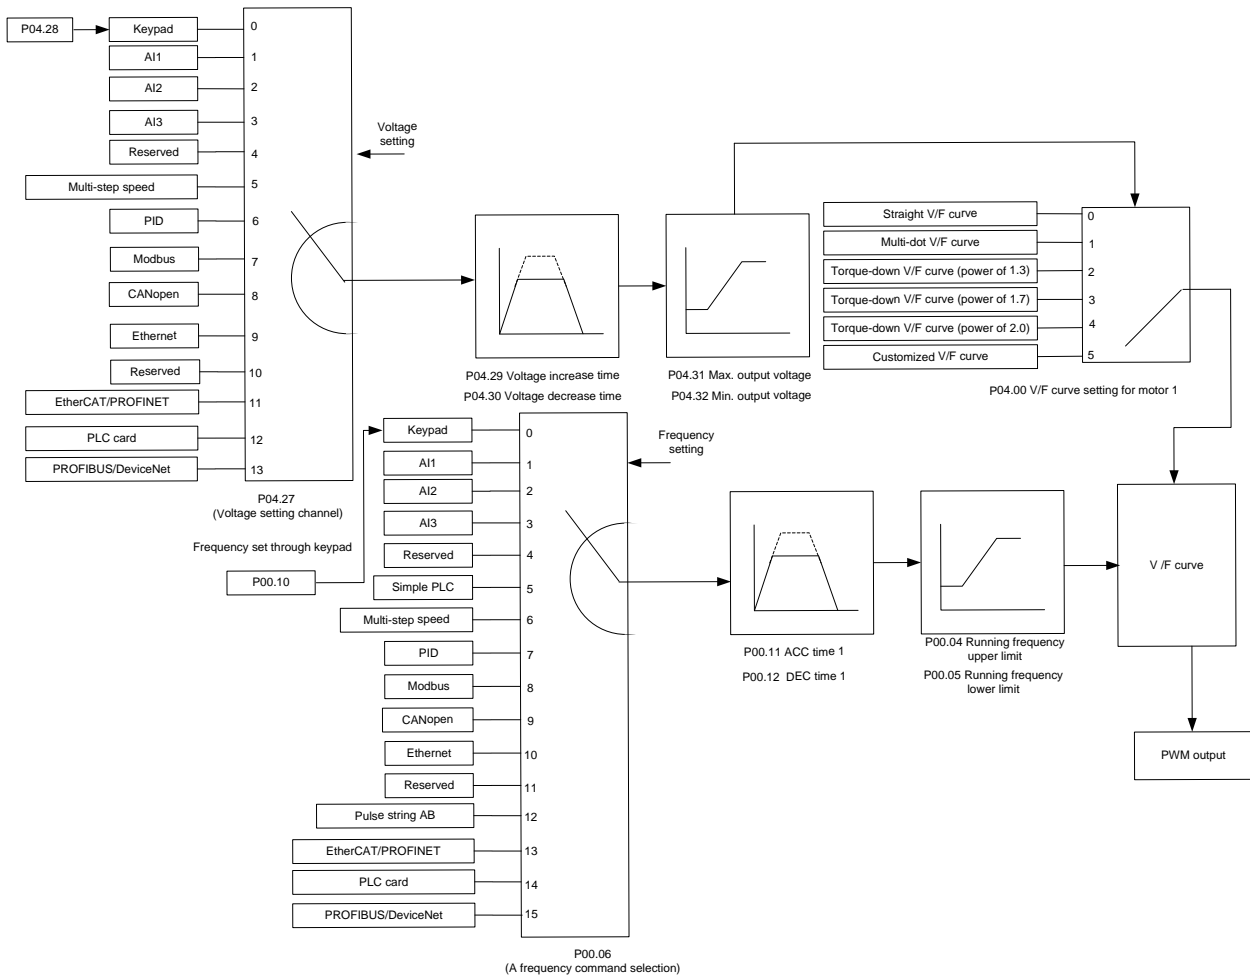 P04.28
Keypad
0
AI1
1
AI2
2
AI3
3
Reserved
4
Multi-step speed
5
PID
6
Modbus
7
CANopen
8
Ethernet
9
Reserved
10
EtherCAT/PROFINET
11
PLC card
12
PROFIBUS/DeviceNet
13
P04.27
(Voltage setting channel)
Voltage
setting
P04.29 Voltage increase time
P04.30 Voltage decrease time
P04.31 Max. output voltage
P04.32 Min. output voltage
Straight V/F curve
0
Multi-dot V/F curve
1
Torque-down V/F curve (power of 1.3)
2
Torque-down V/F curve (power of 1.7)
3
Torque-down V/F curve (power of 2.0)
4
Customized V/F curve
5
P04.00 V/F curve setting for motor 1
Frequency set through keypad
P00.10
Keypad
0
AI1
1
AI2
2
AI3
3
Reserved
4
Simple PLC
5
Multi-step speed
6
PID
7
Modbus
8
CANopen
9
Ethernet
10
Reserved
11
Pulse string AB
12
EtherCAT/PROFINET
13
PLC card
14
PROFIBUS/DeviceNet
15
P00.06
(A frequency command selection)
Frequency
setting
P00.11 ACC time 1
P00.12 DEC time 1
P00.04 Running frequency
upper limit
P00.05 Running frequency
lower limit
V /F curve
PWM output